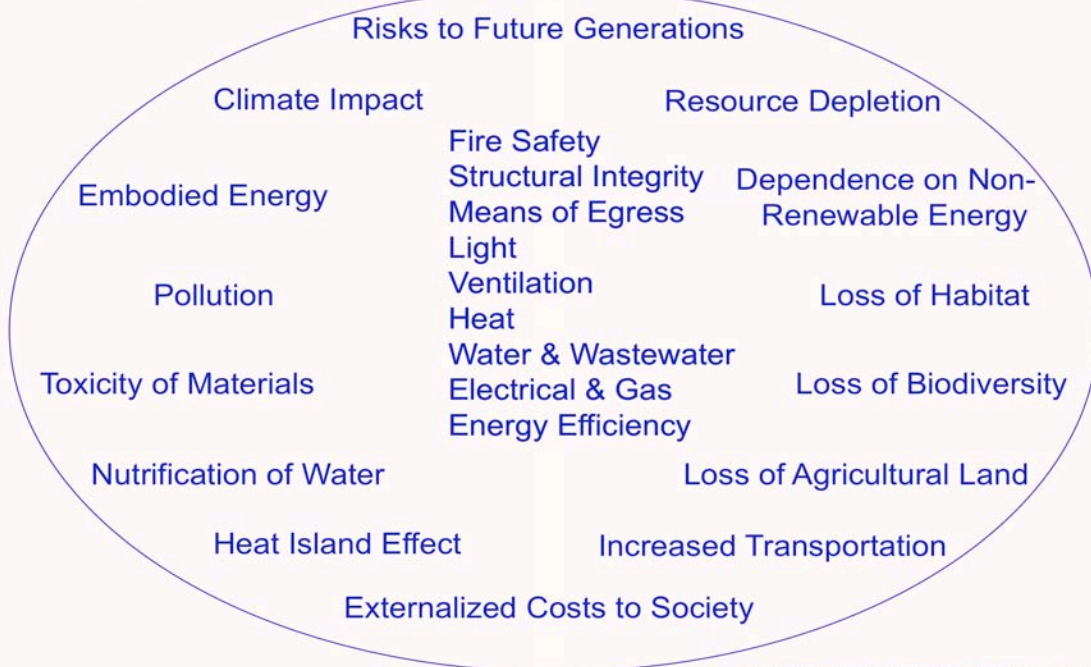 Risks to Future Generations
Climate Impact
Resource Depletion
Fire Safety
Structural Integrity
Means of Egress
Light
Ventilation
Heat
Water & Wastewater
Electrical & Gas
Energy Efficiency
Embodied Energy
Dependence on Non-
Renewable Energy
Pollution
Loss of Habitat
Toxicity of Materials
Loss of Biodiversity
Nutrification of Water
Loss of Agricultural Land
Heat Island Effect
Increased Transportation
Externalized Costs to Society